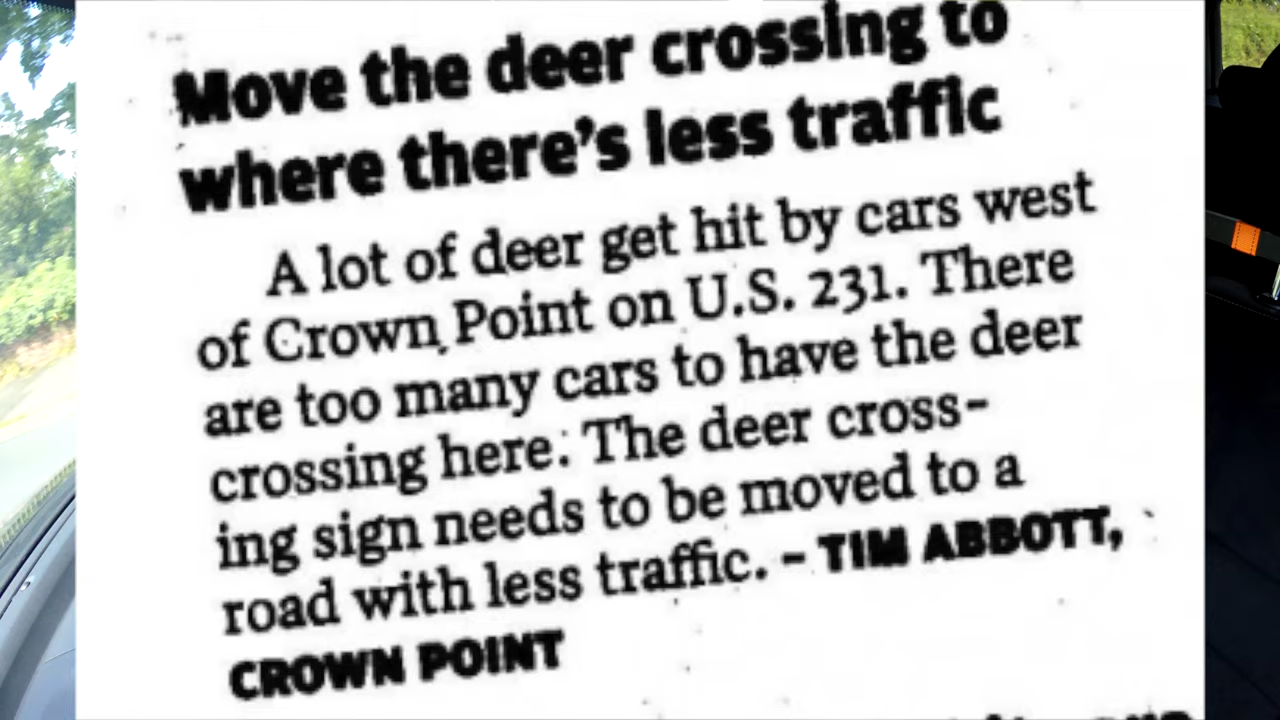 Move the deer crossing to
where there's less traffic
A lot of deer get hit by cars west
of Crown Point on U.S. 231. There
are too many cars to have the deer
crossing here. The deer cross-
ing sign needs to be moved to a
road with less traffic. – TIM ABBOTT,
CROWN POINT